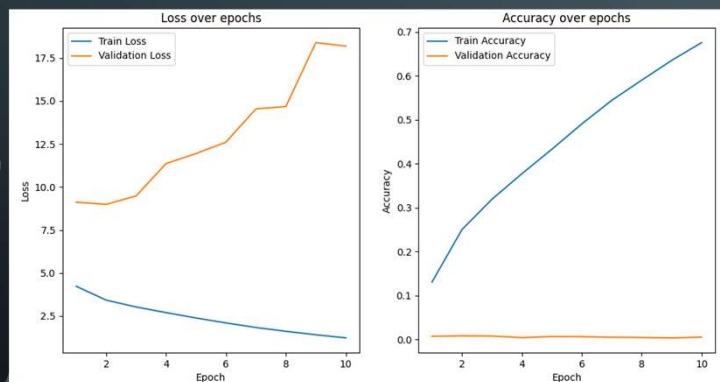 Loss over epochs
Train Loss
Validation Loss
17.5
15.0
12.5
10.0
7.5
5.0
2.5
Loss
2
4
6
8
10
Epoch
Accuracy over epochs
Train Accuracy
Validation Accuracy
0.7
0.6
0.5
0.4
0.3
0.2
0.1
0.0
Accuracy
2
4
6
8
10
Epoch